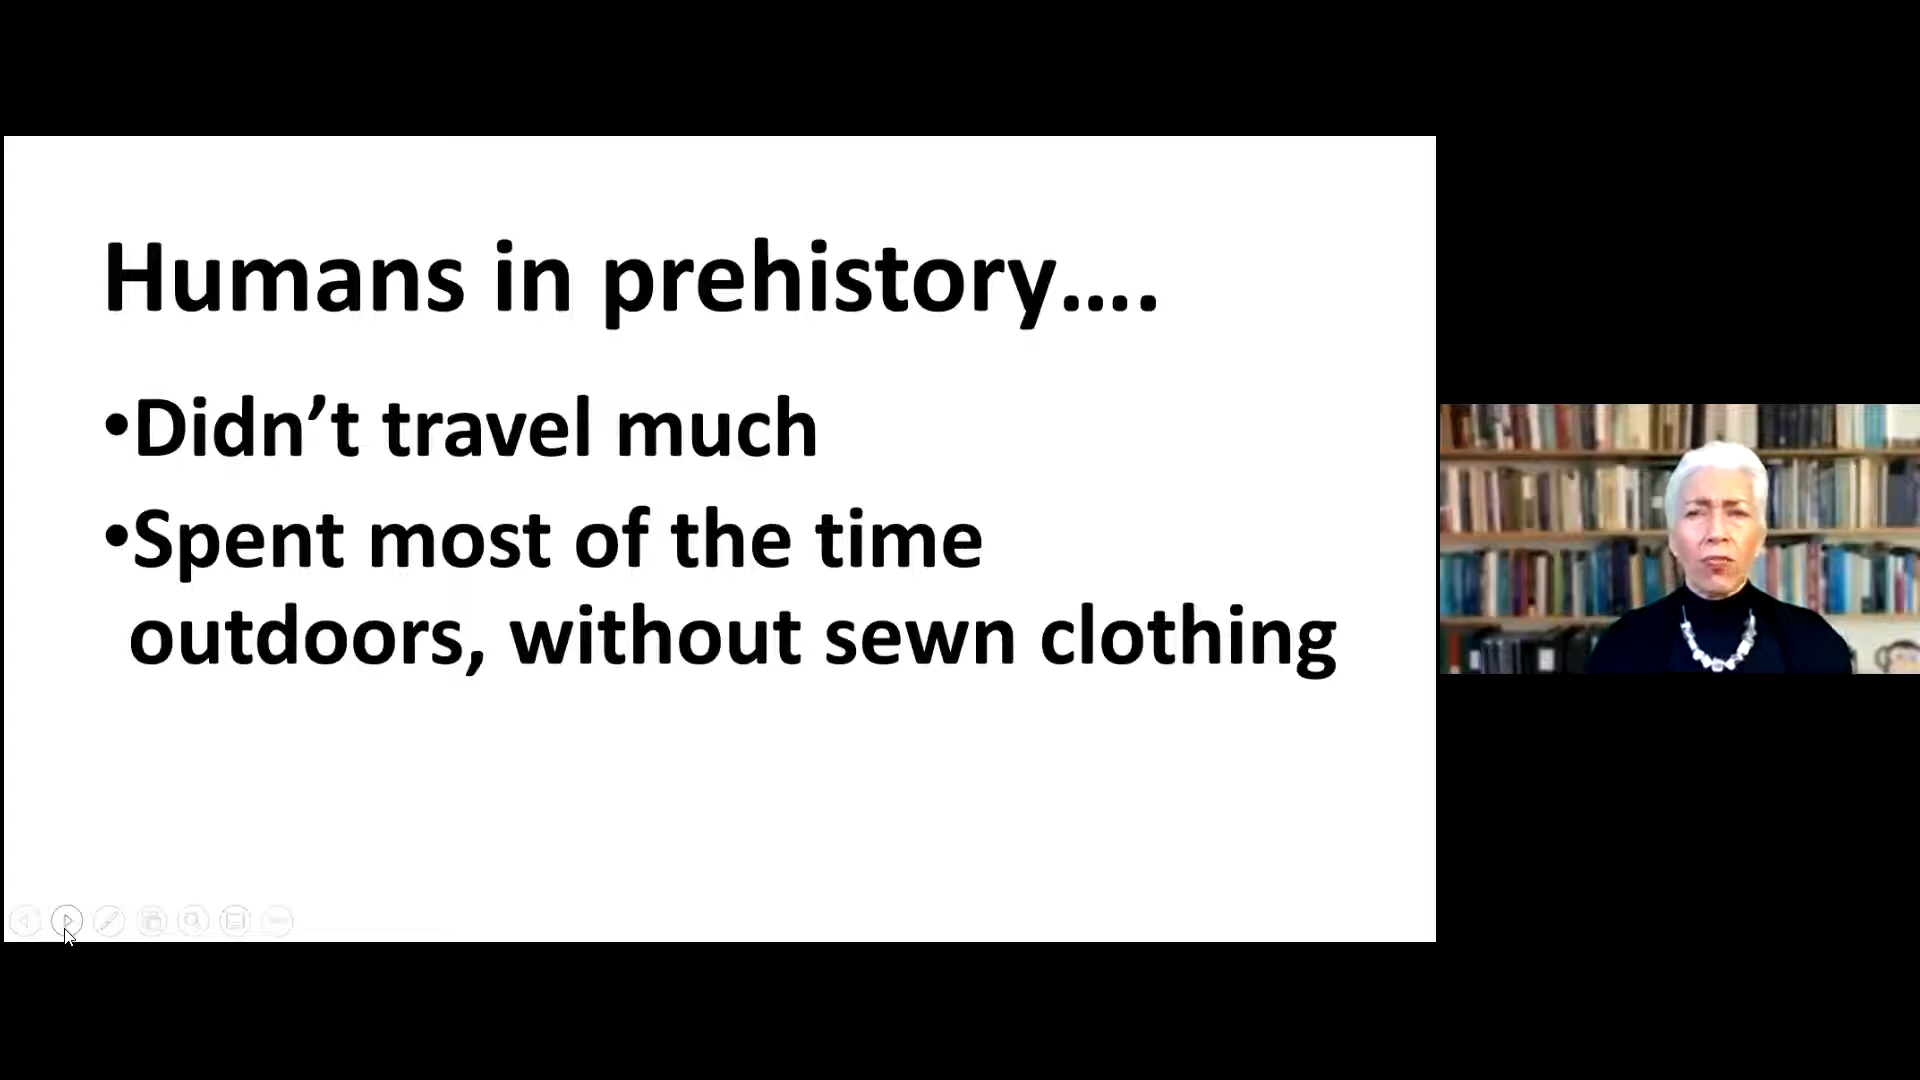 Humans in prehistory....
•Didn’t travel much
•Spent most of the time
outdoors, without sewn clothing